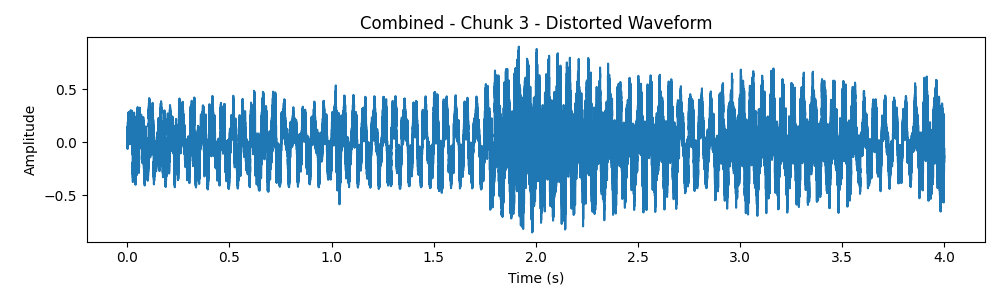 Combined - Chunk 3 - Distorted Waveform
Amplitude
0.5
0.0
−0.5
0.0 0.5 1.0 1.5 2.0 2.5 3.0 3.5 4.0
Time (s)